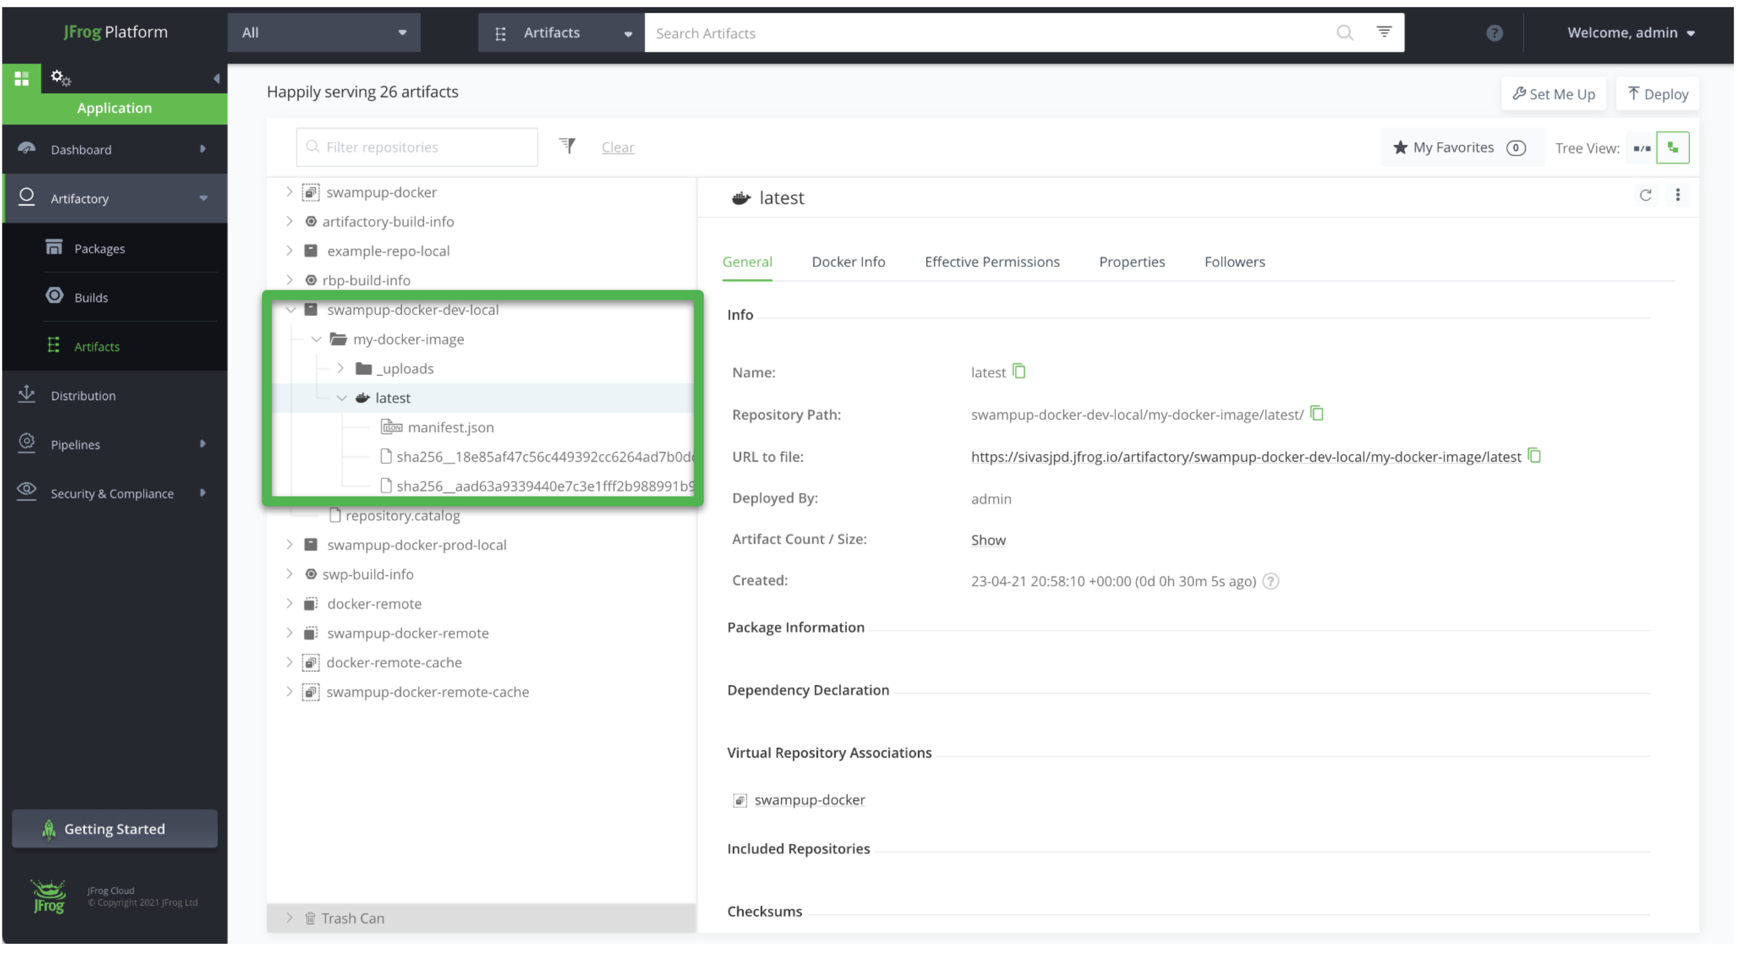 JFrog Platform
All
Artifacts
Search Artifacts
Welcome, admin
Application
Dashboard
Artifactory
Packages
Builds
Artifacts
Distribution
Pipelines
Security & Compliance
Getting Started
JFrog
JFrog Cloud
© Copyright 2021 JFrog Ltd
Happily serving 26 artifacts
Set Me Up
Deploy
Filter repositories
Clear
My Favorites 0
Tree View:
swampup-docker
artifactory-build-info
example-repo-local
rbp-build-info
swampup-docker-dev-local
my-docker-image
_uploads
latest
manifest.json
sha256__18e85af47c56c449392cc6264ad7b0d
sha256__aad63a9339440e7c3e1fff2b988991b9
repository.catalog
swampup-docker-prod-local
swp-build-info
docker-remote
swampup-docker-remote
docker-remote-cache
swampup-docker-remote-cache
Trash Can
latest
General
Docker Info
Effective Permissions
Properties
Followers
Info
Name: latest
Repository Path: swampup-docker-dev-local/my-docker-image/latest/
URL to file: https://sivasjpd.jfrog.io/artifactory/swampup-docker-dev-local/my-docker-image/latest
Deployed By: admin
Artifact Count / Size: Show
Created: 23-04-21 20:58:10 +00:00 (0d 0h 30m 5s ago) ?
Package Information
Dependency Declaration
Virtual Repository Associations
swampup-docker
Included Repositories
Checksums